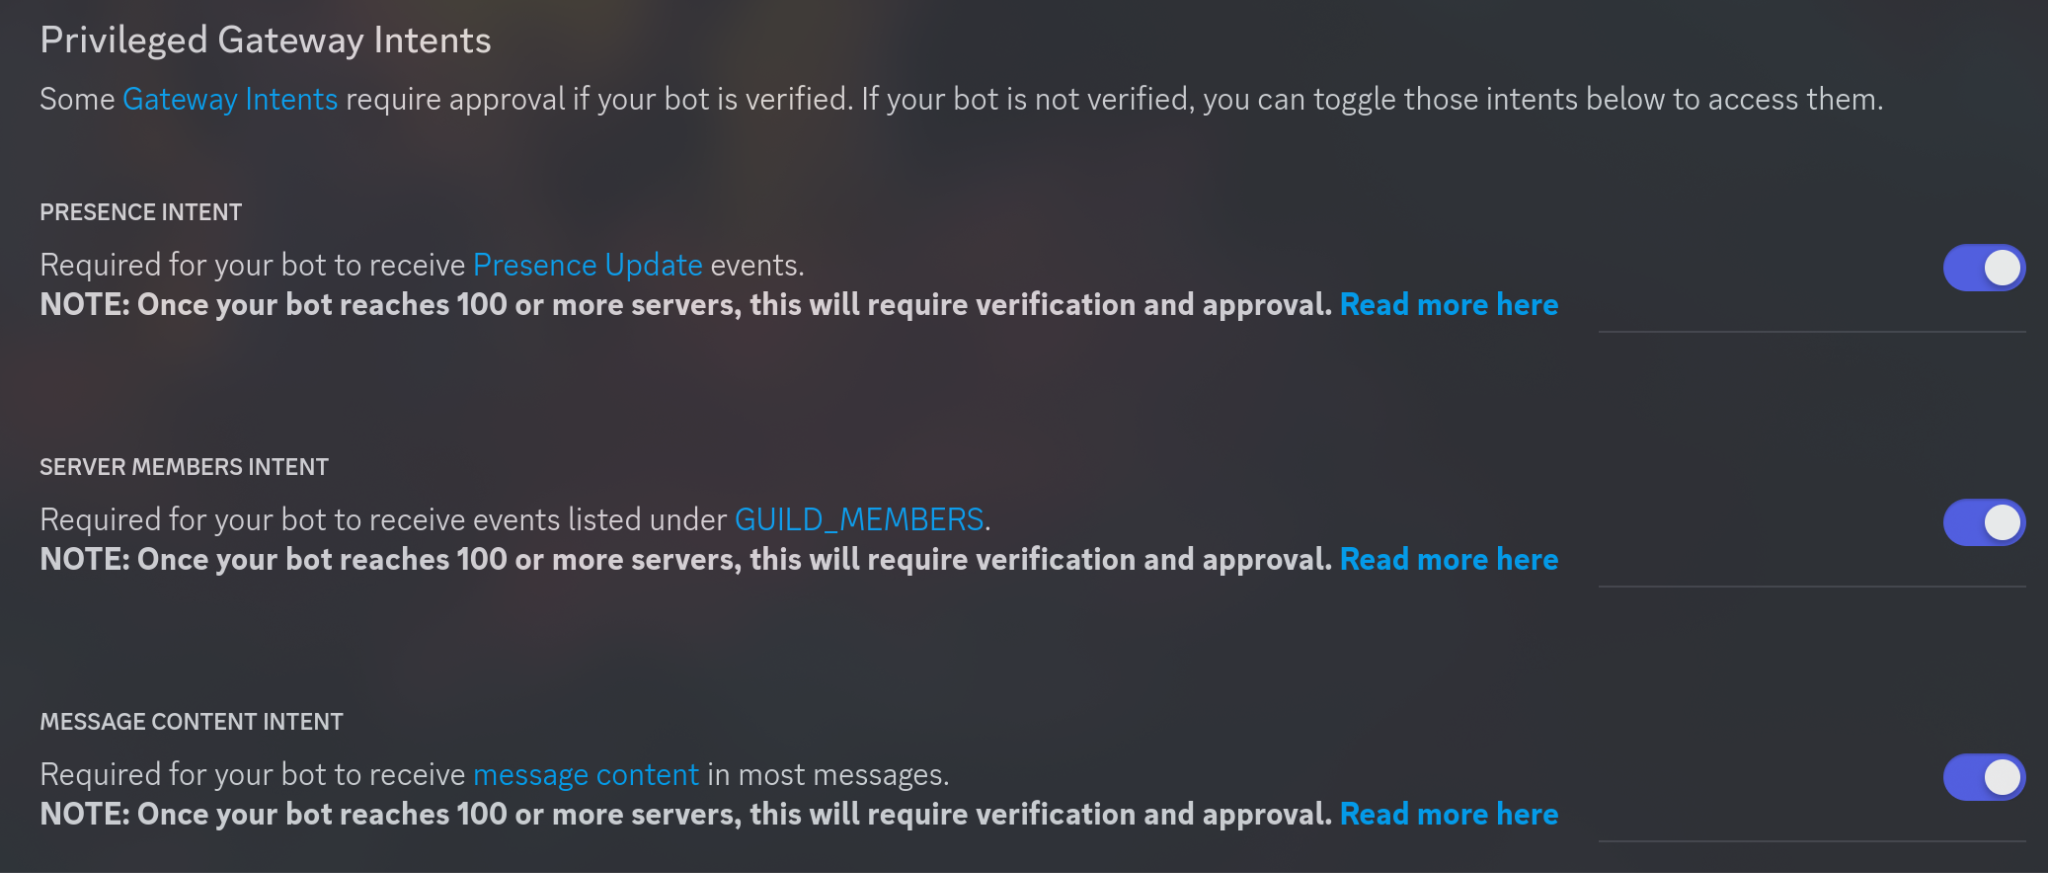 Privileged Gateway Intents
Some Gateway Intents require approval if your bot is verified. If your bot is not verified, you can toggle those intents below to access them.
PRESENCE INTENT
Required for your bot to receive Presence Update events.
NOTE: Once your bot reaches 100 or more servers, this will require verification and approval. Read more here
SERVER MEMBERS INTENT
Required for your bot to receive events listed under GUILD_MEMBERS.
NOTE: Once your bot reaches 100 or more servers, this will require verification and approval. Read more here
MESSAGE CONTENT INTENT
Required for your bot to receive message content in most messages.
NOTE: Once your bot reaches 100 or more servers, this will require verification and approval. Read more here